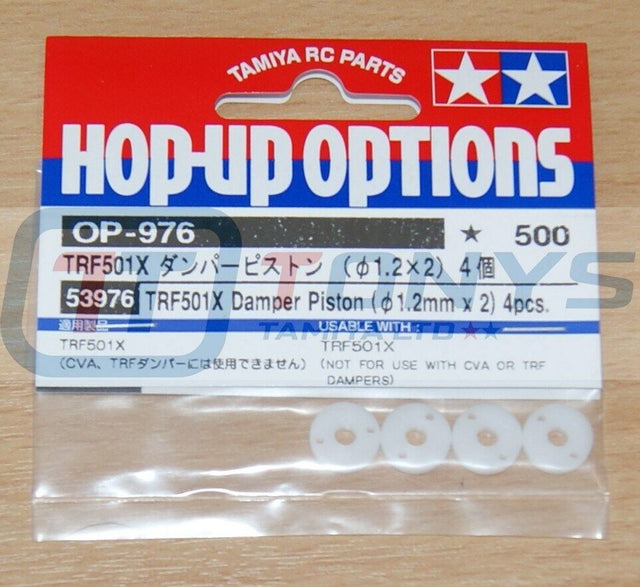 TAMIYA RC PARTS
HOP-UP OPTIONS
OP-976 ★ 500
TRF501X ダンパーピストン (φ1.2×2) 4個
53976 TRF501X Damper Piston (φ1.2mm x 2) 4pcs.
適用製品
TRF501X
(CVA、TRFダンパーには使用できません)
USABLE WITH
TRF501X
(NOT FOR USE WITH CVA OR TRF
DAMPERS)
TONYS
TAMIYA LTD ★★